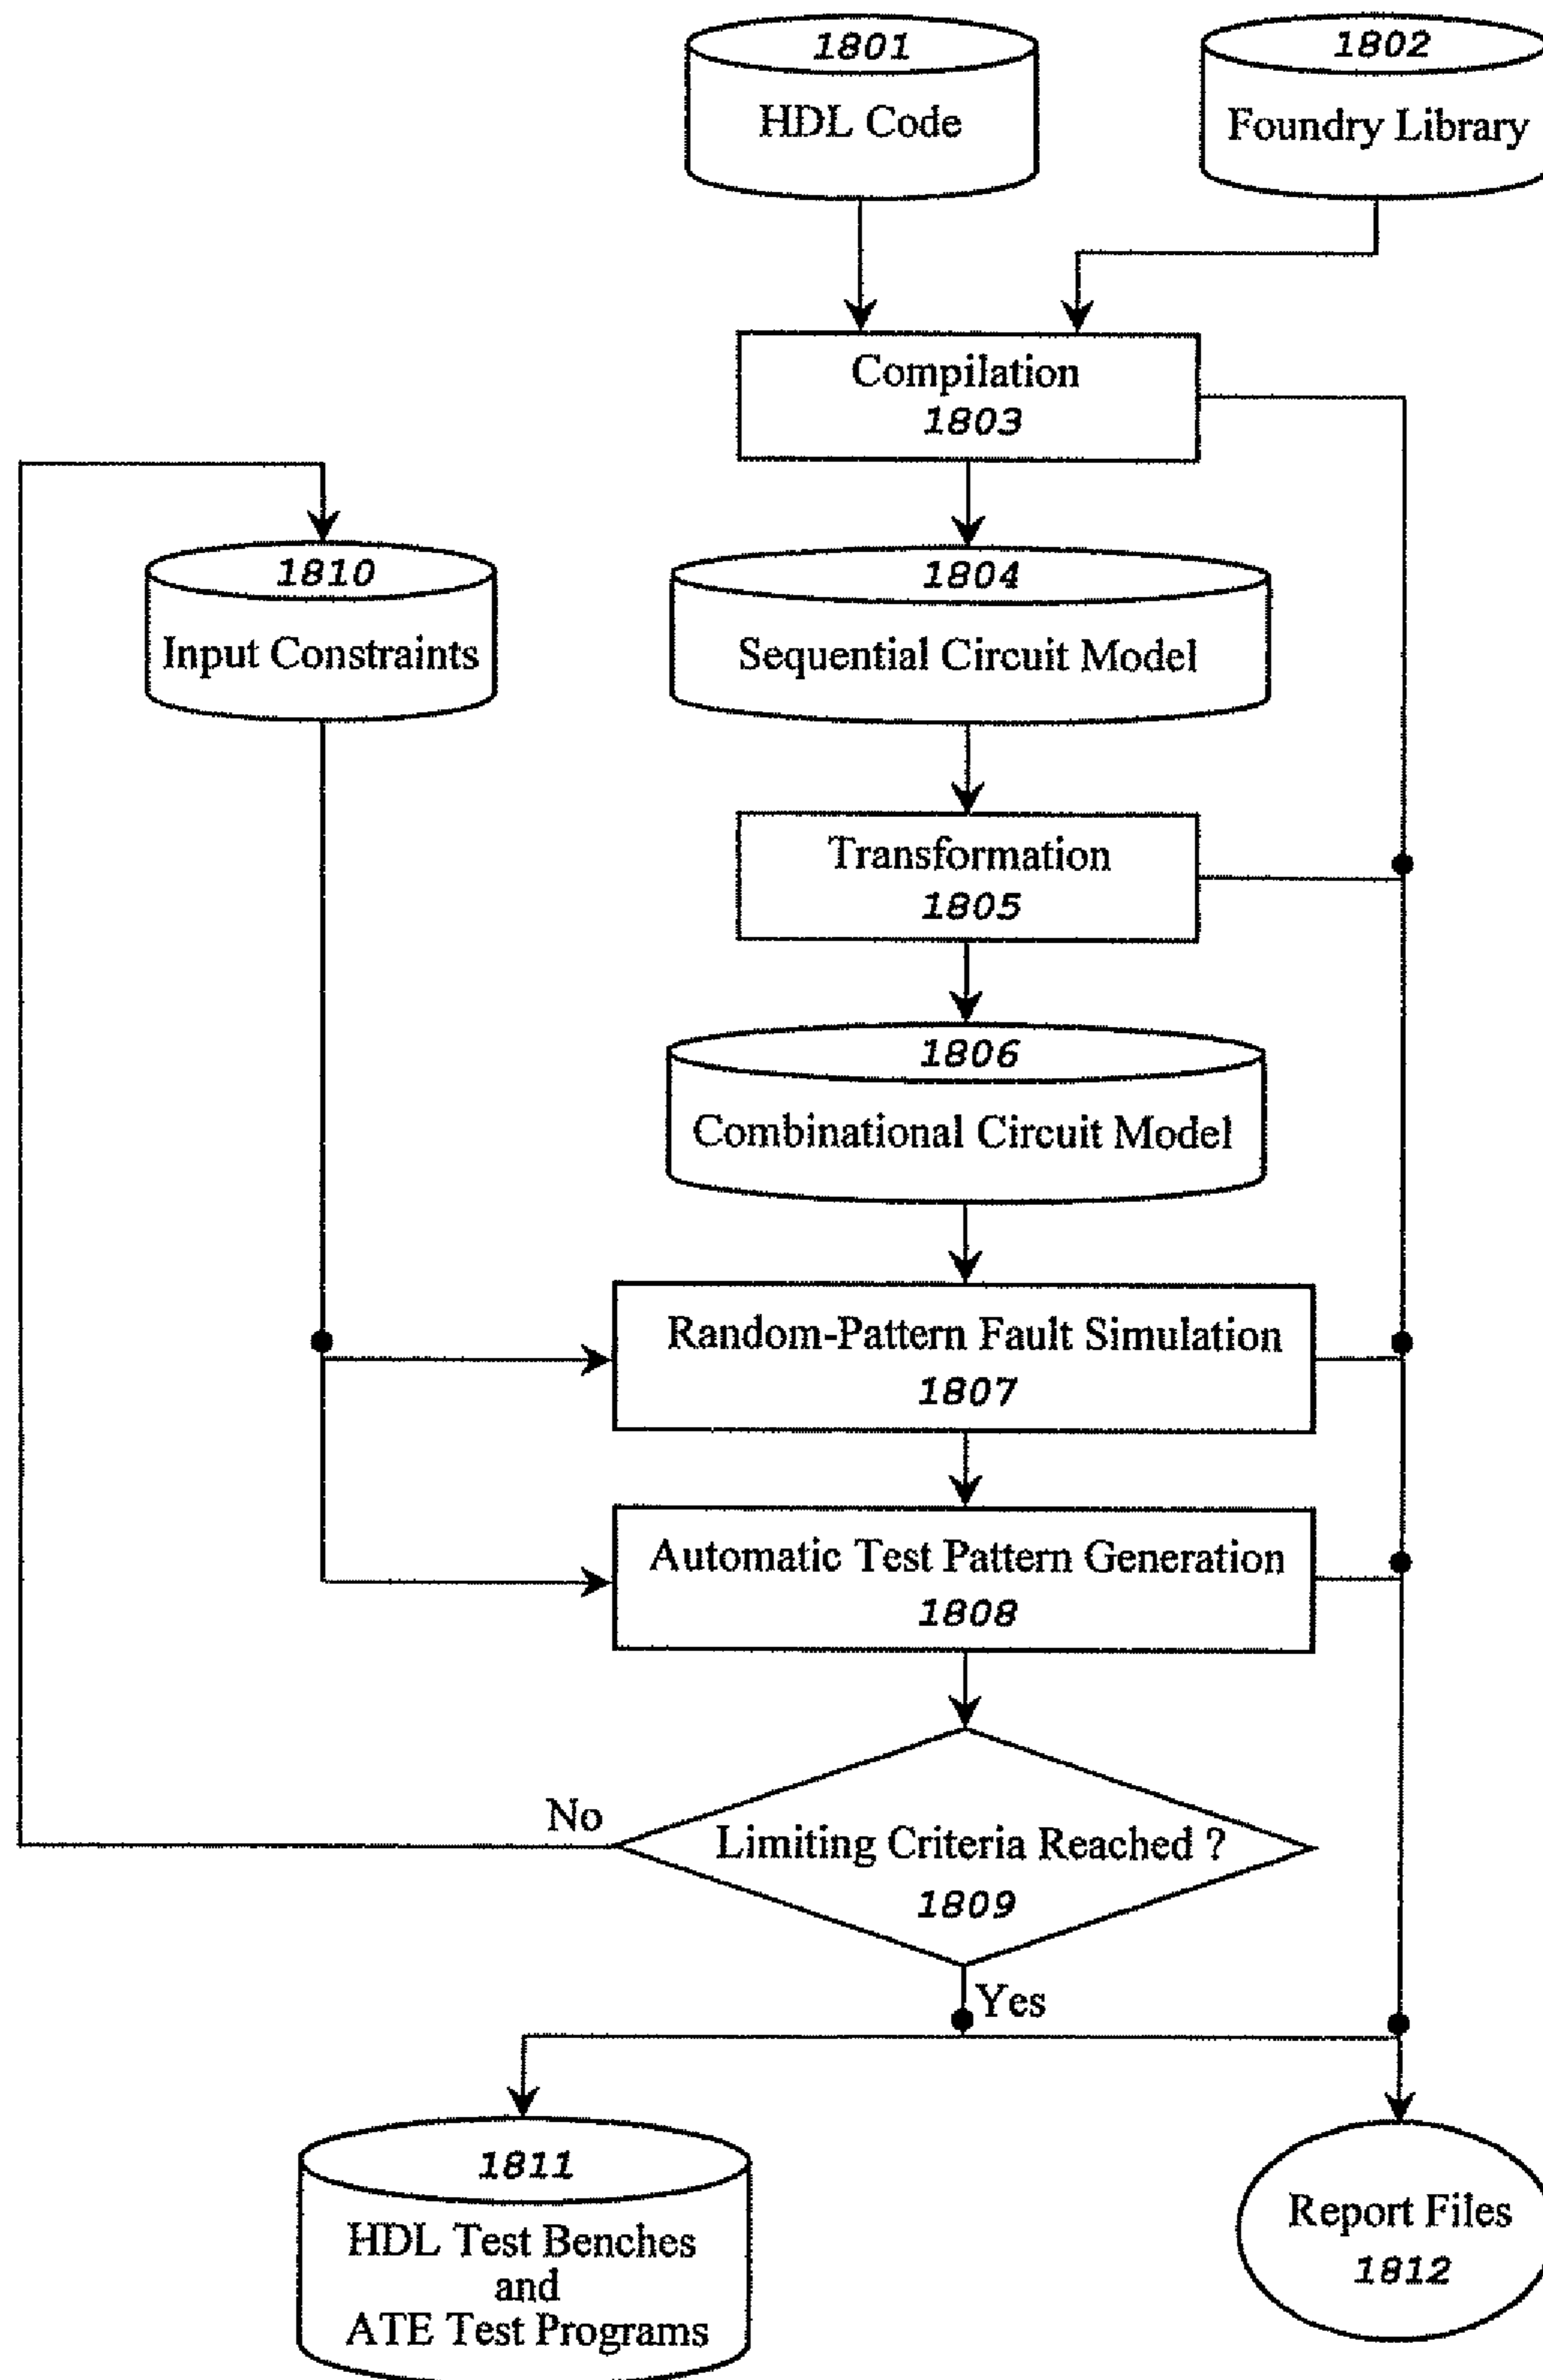 1801
HDL Code
1802
Foundry Library
Compilation
1803
1810
Input Constraints
1804
Sequential Circuit Model
Transformation
1805
1806
Combinational Circuit Model
Random-Pattern Fault Simulation
1807
Automatic Test Pattern Generation
1808
No
Limiting Criteria Reached ?
1809
Yes
1811
HDL Test Benches
and
ATE Test Programs
Report Files
1812